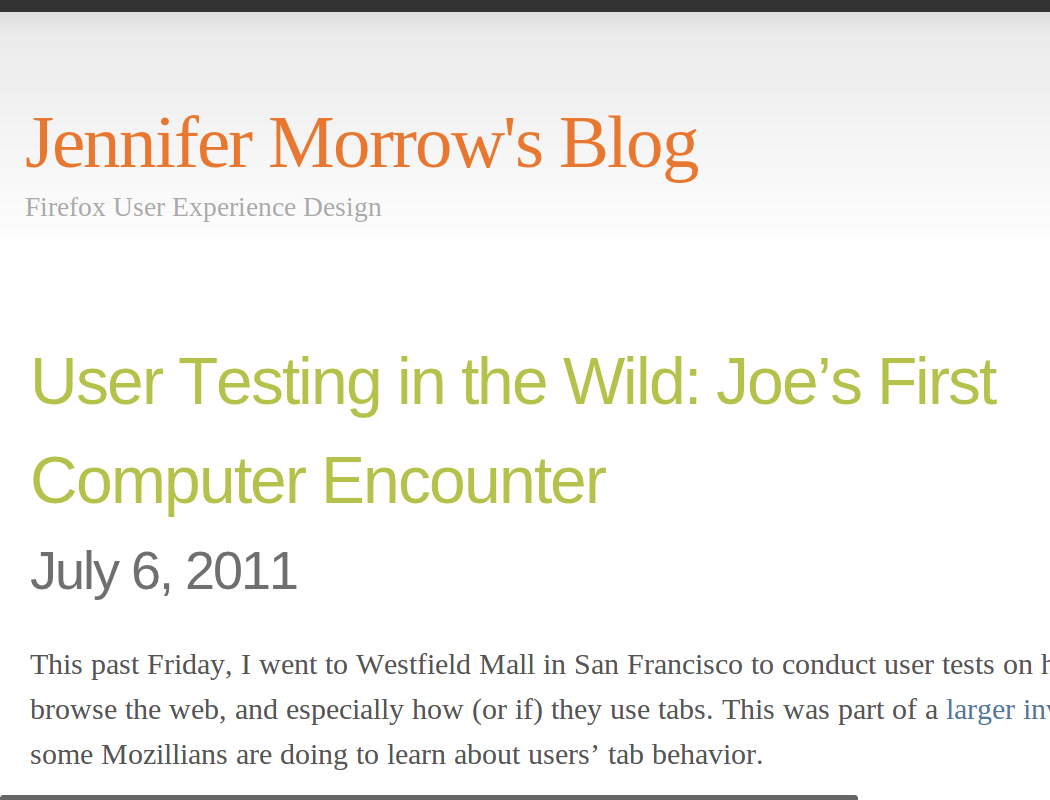 Jennifer Morrow's Blog
Firefox User Experience Design
User Testing in the Wild: Joe’s First
Computer Encounter
July 6, 2011
This past Friday, I went to Westfield Mall in San Francisco to conduct user tests on
browse the web, and especially how (or if) they use tabs. This was part of a larger
some Mozillians are doing to learn about users’ tab behavior.